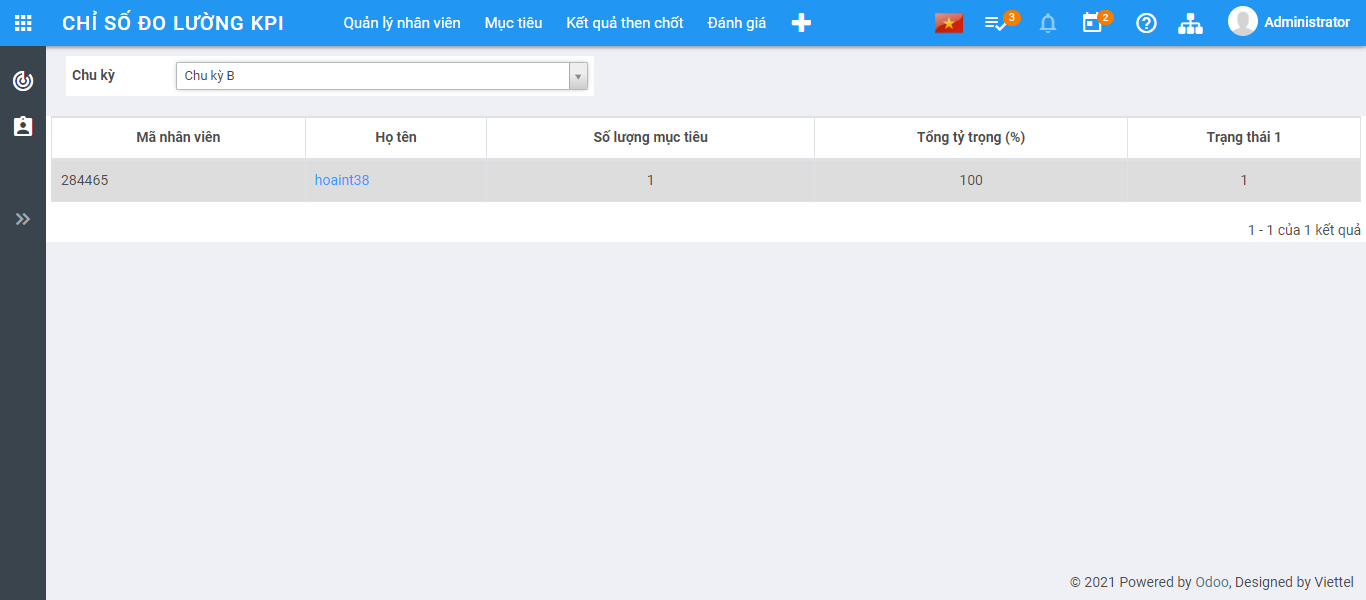 CHỈ SỐ ĐO LƯỜNG KPI Quản lý nhân viên Mục tiêu Kết quả then chốt Đánh giá 3 2 Administrator
Chu kỳ Chu kỳ B
Mã nhân viên Họ tên Số lượng mục tiêu Tổng tỷ trọng (%) Trạng thái 1
284465 hoaint38 1 100 1
1 - 1 của 1 kết quả
© 2021 Powered by Odoo, Designed by Viettel